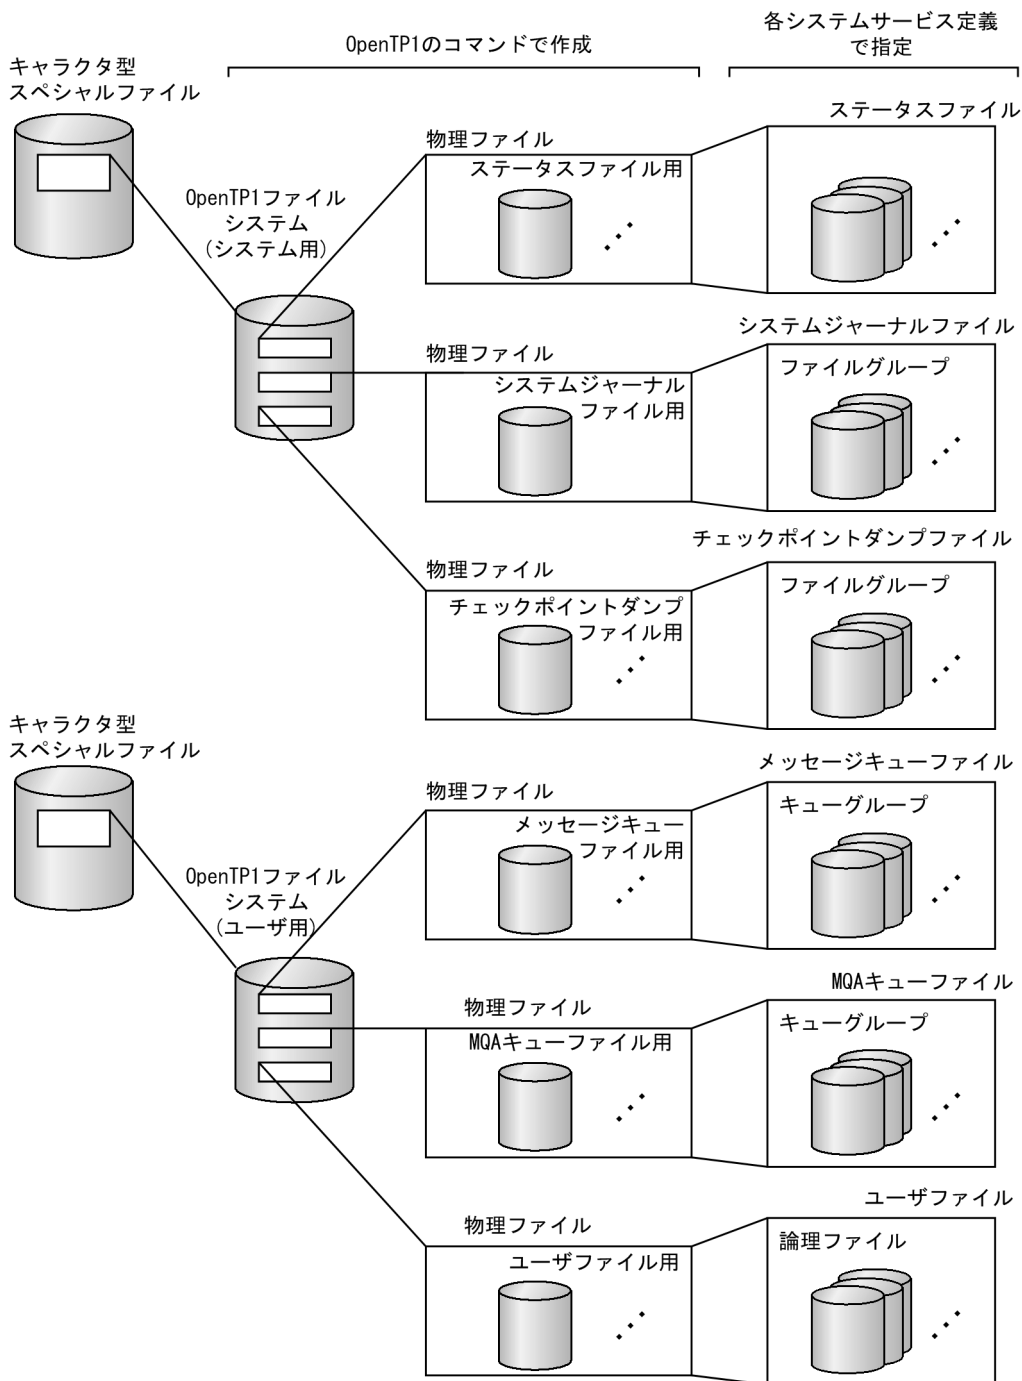 OpenTP1のコマンドで作成
各システムサービス定義
で指定
キャラクタ型
スペシャルファイル
OpenTP1ファイル
システム
(システム用)
物理ファイル
ステータスファイル用
ステータスファイル
物理ファイル
システムジャーナル
ファイル用
システムジャーナルファイル
ファイルグループ
物理ファイル
チェックポイントダンプ
ファイル用
チェックポイントダンプファイル
ファイルグループ
キャラクタ型
スペシャルファイル
OpenTP1ファイル
システム
(ユーザ用)
物理ファイル
メッセージキュー
ファイル用
メッセージキューファイル
キューグループ
物理ファイル
MQAキューファイル用
MQAキューファイル
キューグループ
物理ファイル
ユーザファイル用
ユーザファイル
論理ファイル